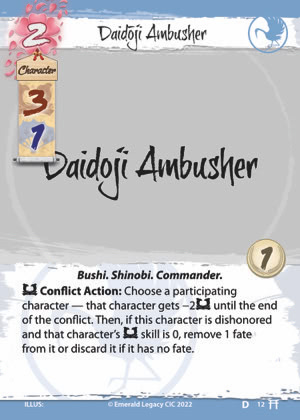 2
Daidoji Ambusher
Character
3
1
Daidoji Ambusher
1
Bushi. Shinobi. Commander.
Conflict Action: Choose a participating
character — that character gets –2 until the end
of the conflict. Then, if this character is dishonored
and that character's skill is 0, remove 1 fate
from it or discard it if it has no fate.
ILLUS: © Emerald Legacy CIC 2022 D 12